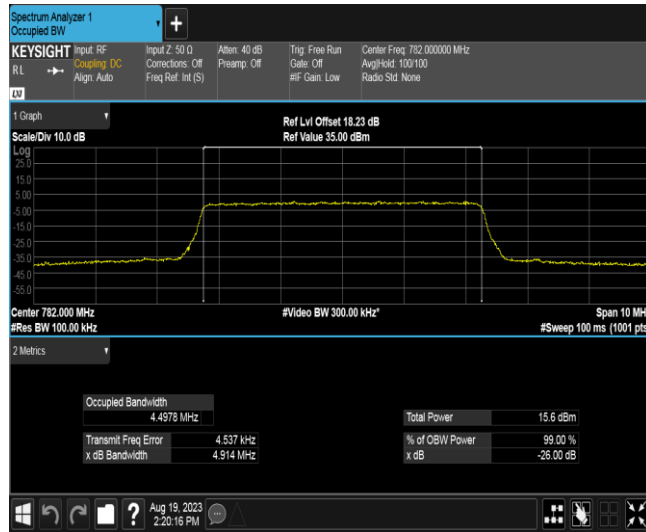 Spectrum Analyzer 1
Occupied BW
KEYSIGHT Input: RF Input Z: 50 Ω Atten: 40 dB Trig: Free Run Center Freq: 782.000000 MHz
RL Coupling: DC Corrections: Off Preamp: Off Gate: Off Avg|Hold: 100/100
Align: Auto Freq Ref: Int (S) #IF Gain: Low Radio Std: None
LXI
1 Graph
Ref Lvl Offset 18.23 dB
Scale/Div 10.0 dB Ref Value 35.00 dBm
Log
25.0
15.0
5.00
-5.00
-15.0
-25.0
-35.0
-45.0
-55.0
Center 782.000 MHz #Video BW 300.00 kHz* Span 10 MH
#Res BW 100.00 kHz #Sweep 100 ms (1001 pts
2 Metrics
Occupied Bandwidth
4.4978 MHz Total Power 15.6 dBm
Transmit Freq Error 4.537 kHz % of OBW Power 99.00 %
x dB Bandwidth 4.914 MHz x dB -26.00 dB
? Aug 19, 2023
2:20:16 PM